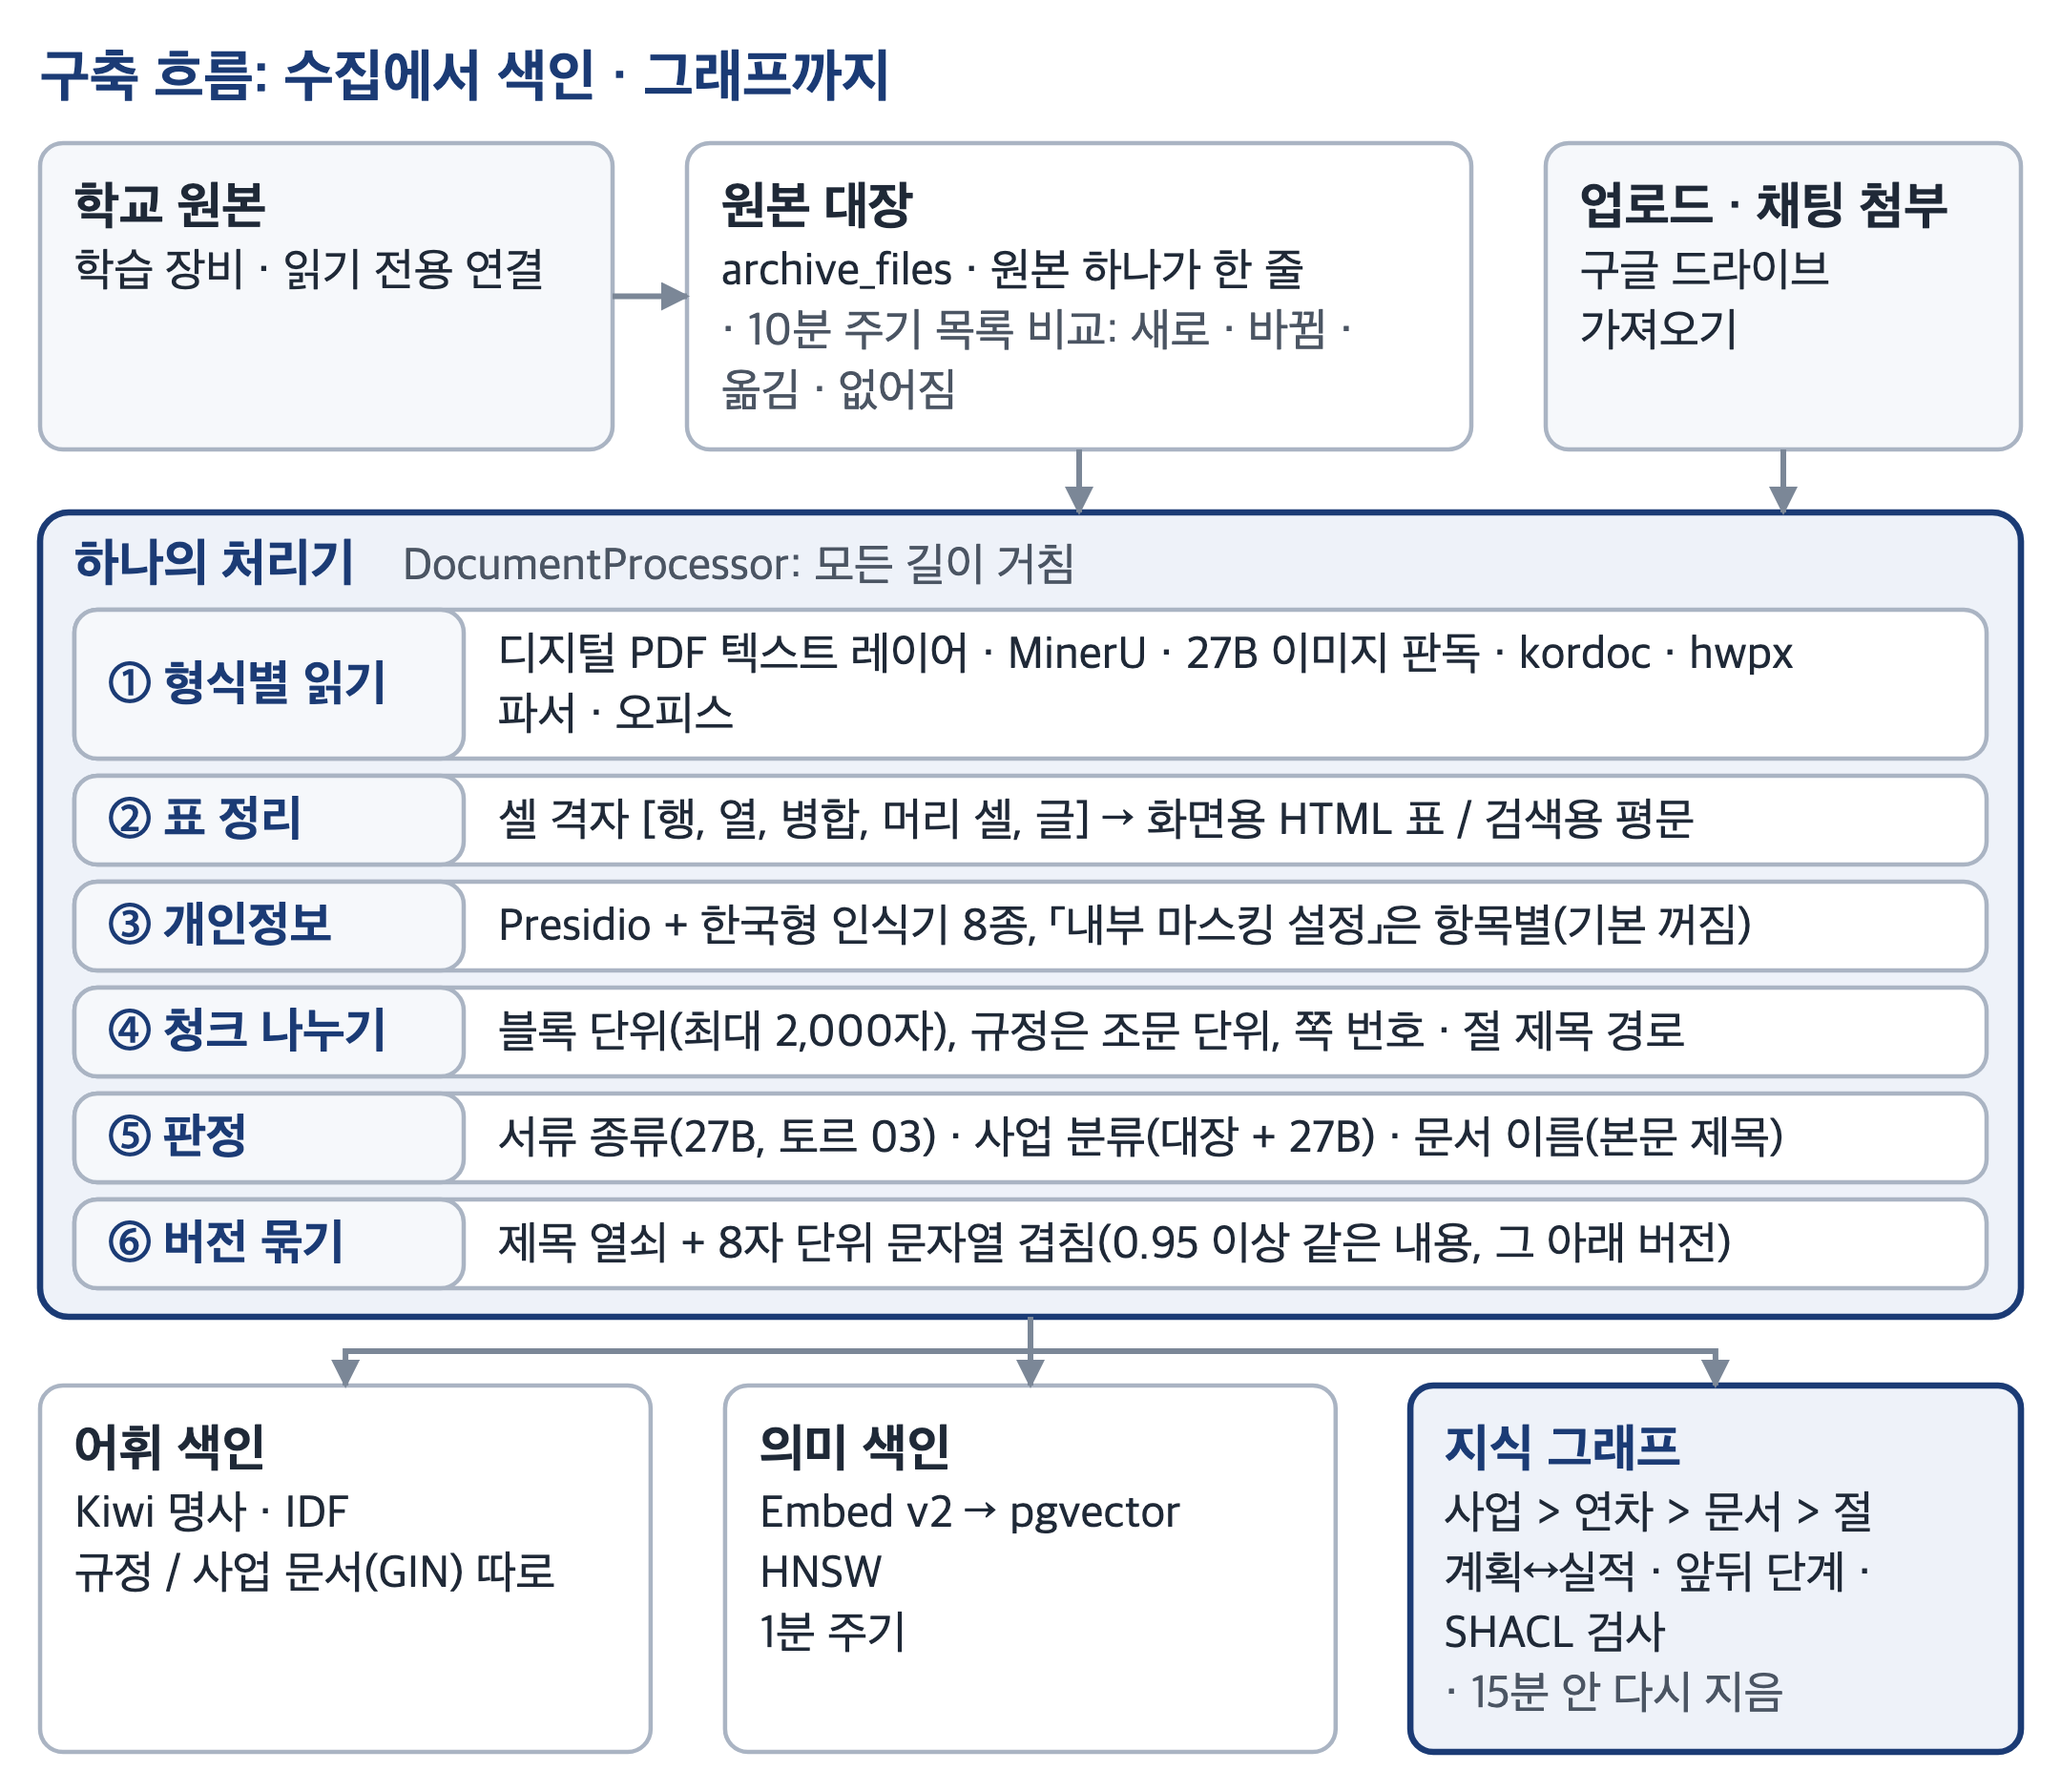 구축 흐름: 수집에서 색인 · 그래프까지
학교 원본
학습 장비 · 읽기 전용 연결
원본 대장
archive_files · 원본 하나가 한 줄
· 10분 주기 목록 비교: 새로 · 바뀜 ·
옮김 · 없어짐
업로드 · 채팅 첨부
구글 드라이브
가져오기
하나의 처리기 DocumentProcessor: 모든 길이 거침
① 형식별 읽기
디지털 PDF 텍스트 레이어 · MinerU · 27B 이미지 판독 · kordoc · hwpx
파서 · 오피스
② 표 정리
셀 격자 [행, 열, 병합, 머리 셀, 글] → 화면용 HTML 표 / 검색용 평문
③ 개인정보
Presidio + 한국형 인식기 8종, 「내부 마스킹 설정」은 항목별(기본 꺼짐)
④ 청크 나누기
블록 단위(최대 2,000자), 규정은 조문 단위, 쪽 번호 · 절 제목 경로
⑤ 판정
서류 종류(27B, 토르 03) · 사업 분류(대장 + 27B) · 문서 이름(본문 제목)
⑥ 버전 묶기
제목 열쇠 + 8자 단위 문자열 겹침(0.95 이상 같은 내용, 그 아래 버전)
어휘 색인
Kiwi 명사 · IDF
규정 / 사업 문서(GIN) 따로
의미 색인
Embed v2 → pgvector
HNSW
1분 주기
지식 그래프
사업 > 연차 > 문서 > 절
계획↔실적 · 앞뒤 단계 ·
SHACL 검사
· 15분 안 다시 지음